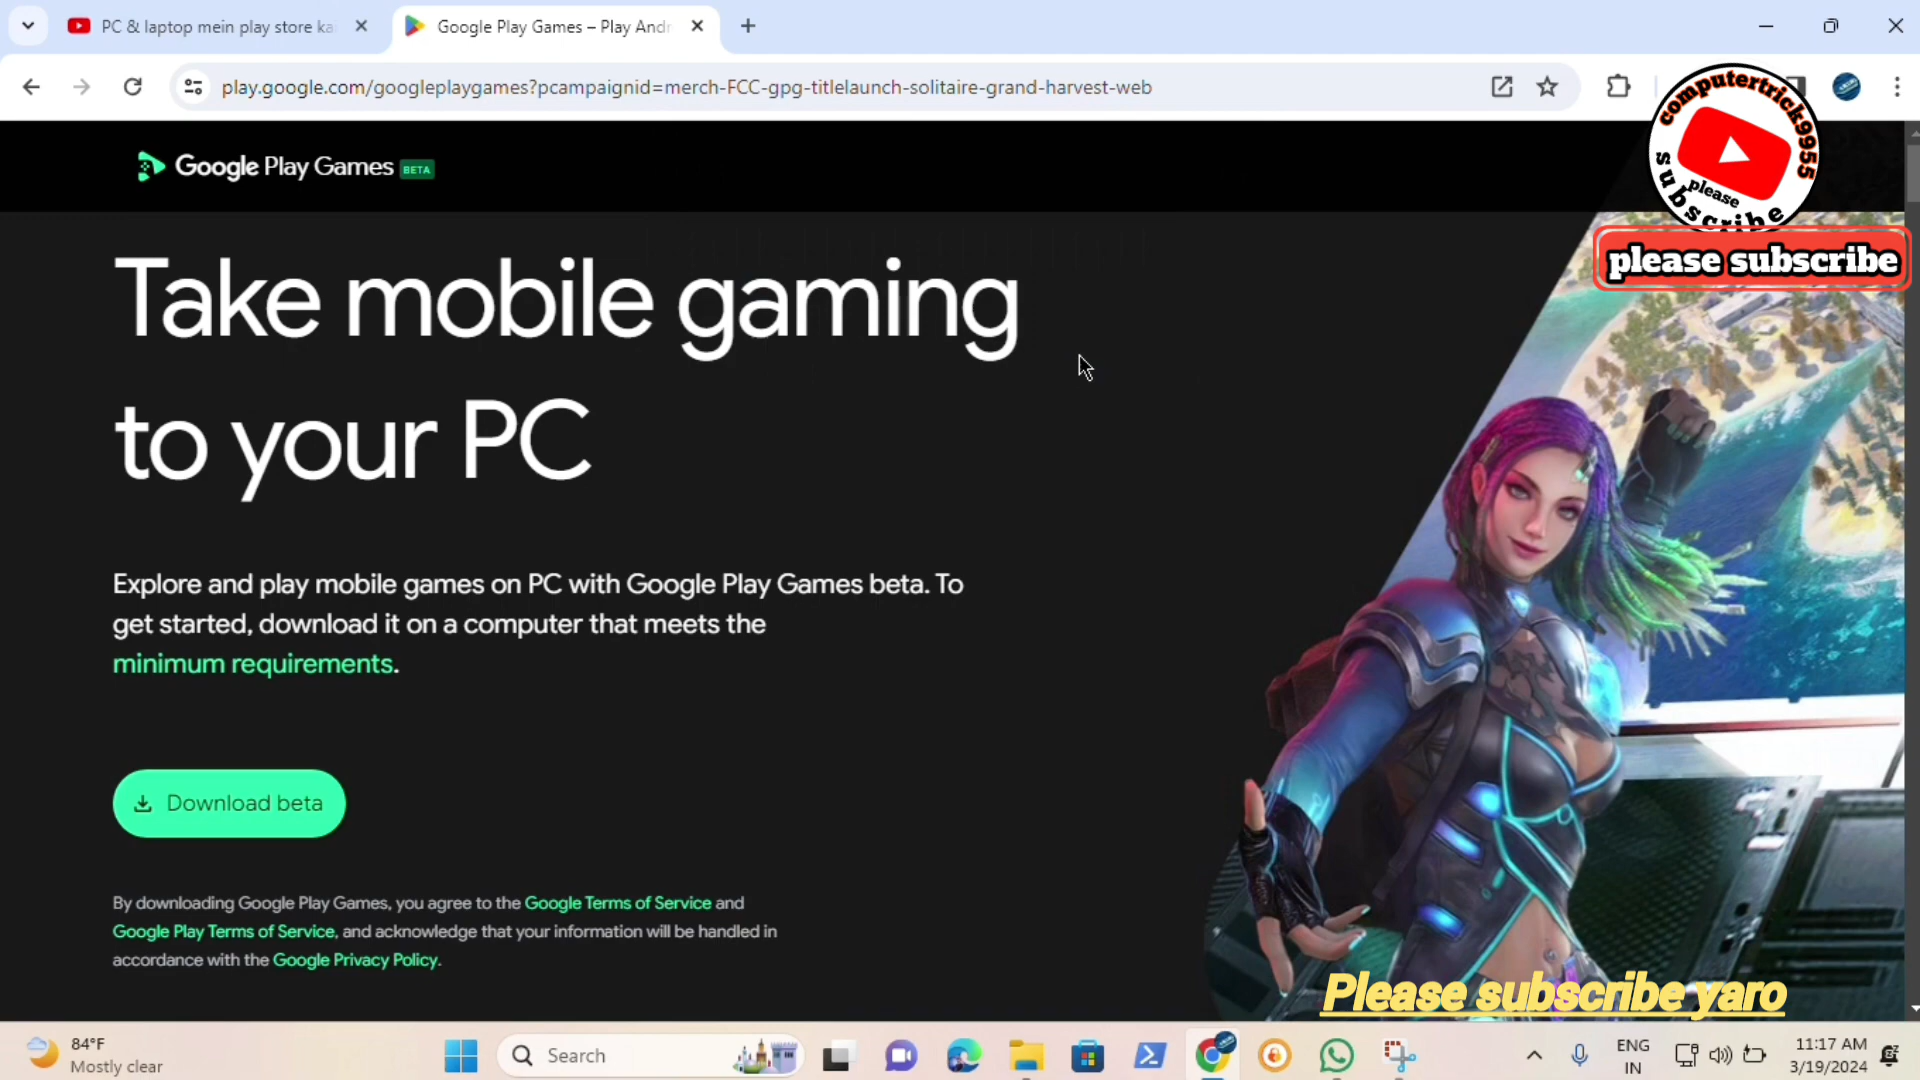 PC & laptop mein play store ka
Google Play Games – Play Andr
play.google.com/googleplaygames?pcampaignid=merch-FCC-gpg-titlelaunch-solitaire-grand-harvest-web
computertrick9955
please
subscribe
please subscribe
Google Play Games BETA
Take mobile gaming
to your PC
Explore and play mobile games on PC with Google Play Games beta. To
get started, download it on a computer that meets the
minimum requirements.
Download beta
By downloading Google Play Games, you agree to the Google Terms of Service and
Google Play Terms of Service, and acknowledge that your information will be handled in
accordance with the Google Privacy Policy.
Please subscribe yaro
84°F
Mostly clear
Search
ENG
IN
11:17 AM
3/19/2024